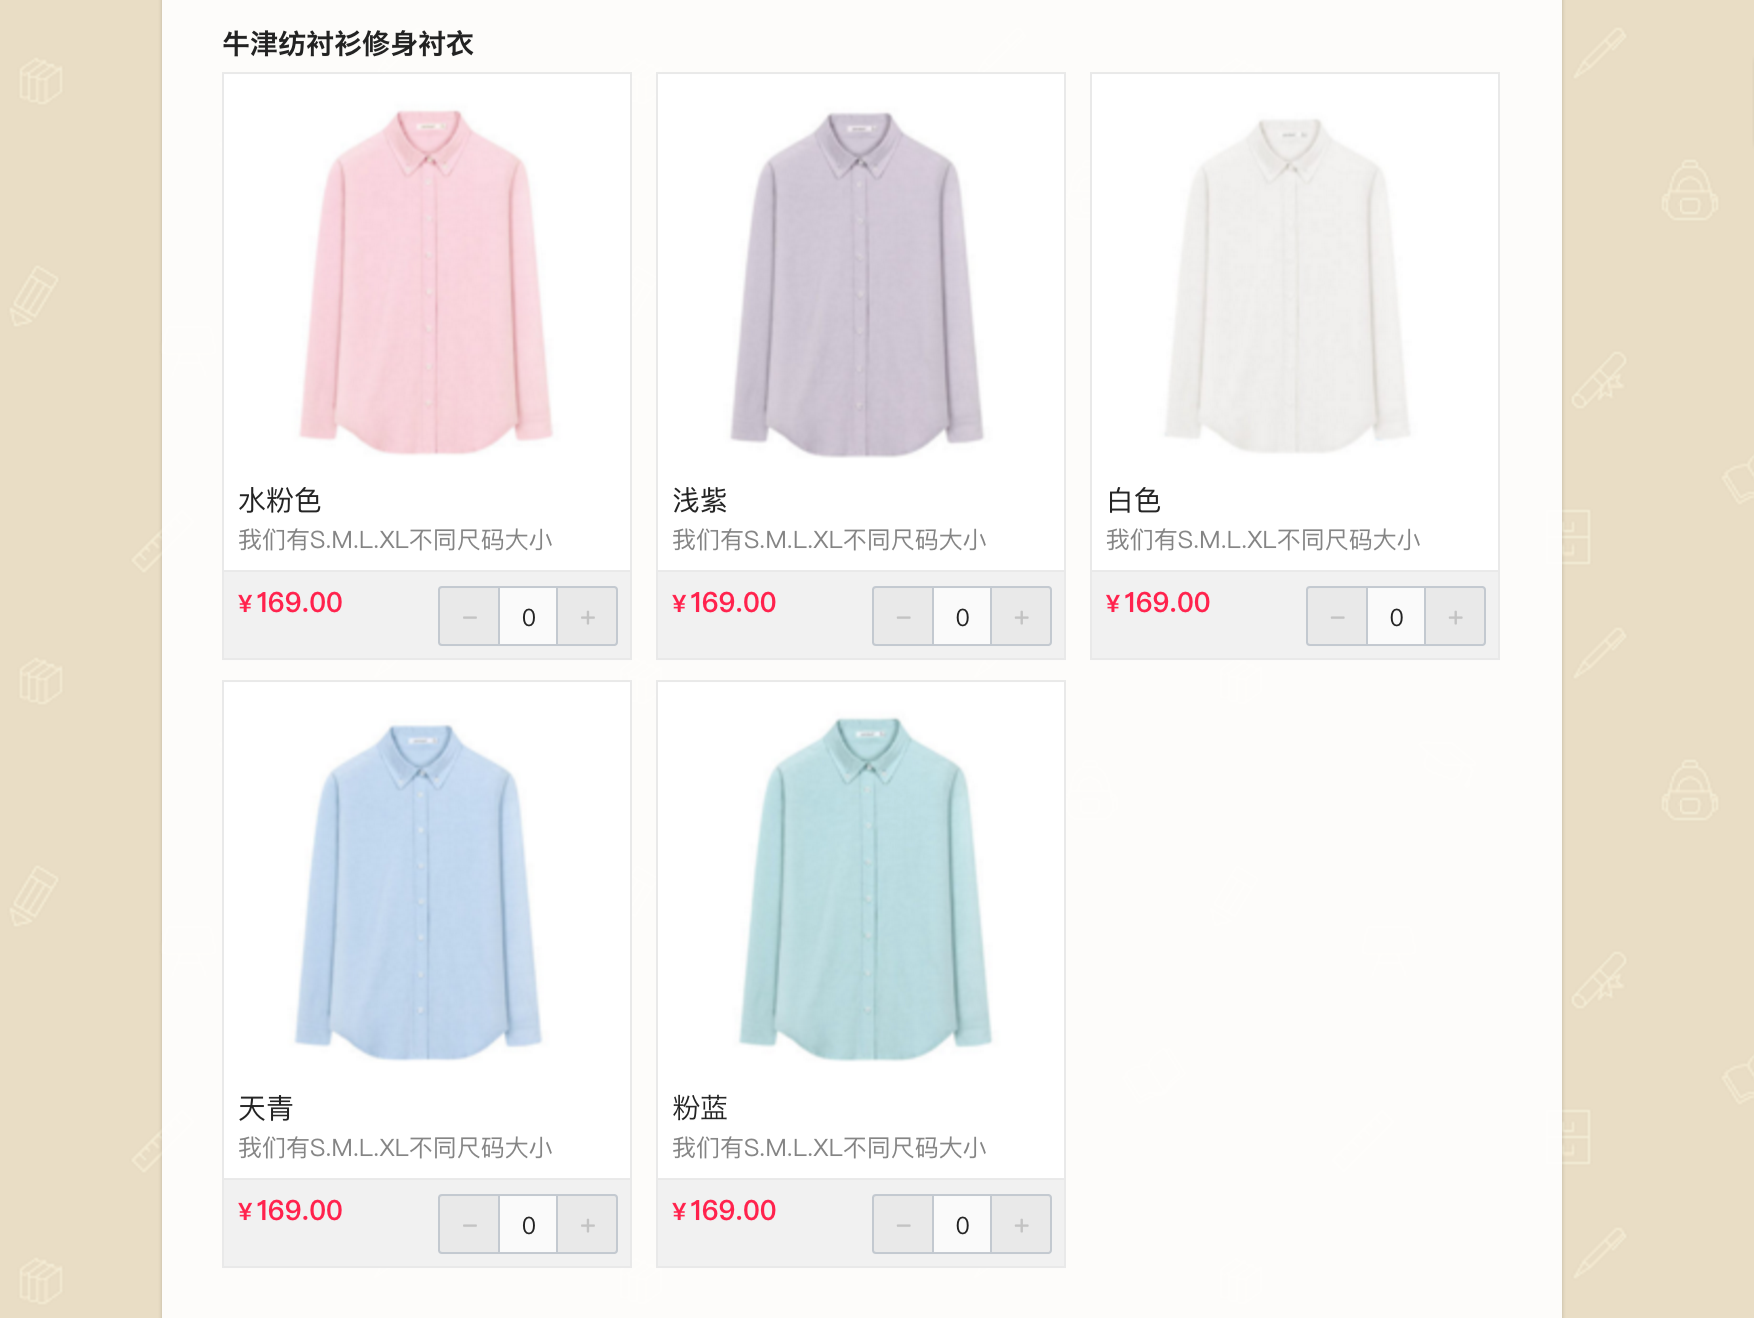 牛津纺衬衫修身衬衣
水粉色
我们有S.M.L.XL不同尺码大小
¥169.00
− 0 +
浅紫
我们有S.M.L.XL不同尺码大小
¥169.00
− 0 +
白色
我们有S.M.L.XL不同尺码大小
¥169.00
− 0 +
天青
我们有S.M.L.XL不同尺码大小
¥169.00
− 0 +
粉蓝
我们有S.M.L.XL不同尺码大小
¥169.00
− 0 +